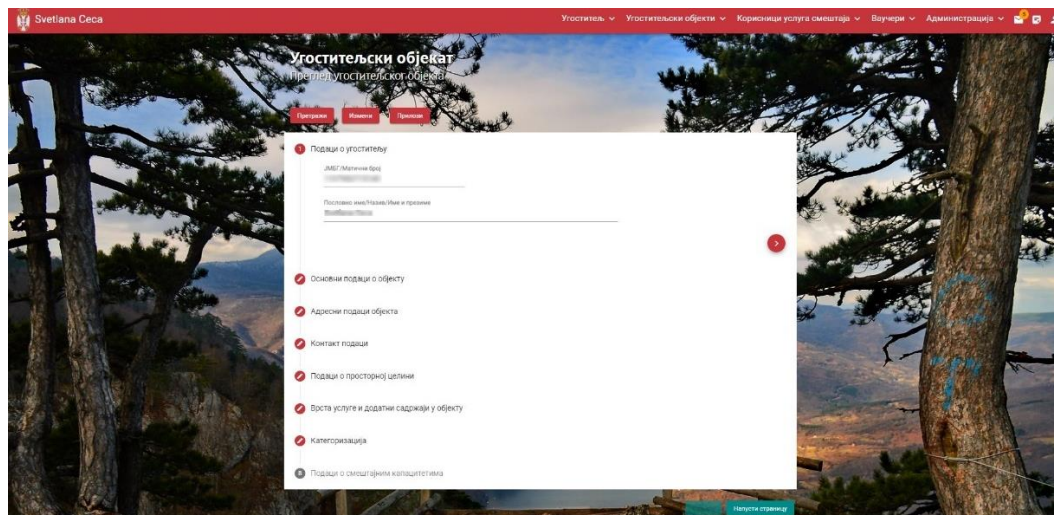 Svetlana Ceca
Угоститељ Угоститељски објекти Корисници услуга смештаја Ваучери Администрација
Угоститељски објекат
Преглед угоститељског објекта
Претражи Измени Прилози
1 Подаци о угоститељу
ЈМБГ/Матични број
Пословно име/Назив/Име и презиме
Основни подаци о објекту
Адресни подаци објекта
Контакт подаци
Подаци о просторној целини
Врста услуге и додатни садржаји у објекту
Категоризација
8 Подаци о смештајним капацитетима
Напусти страницу